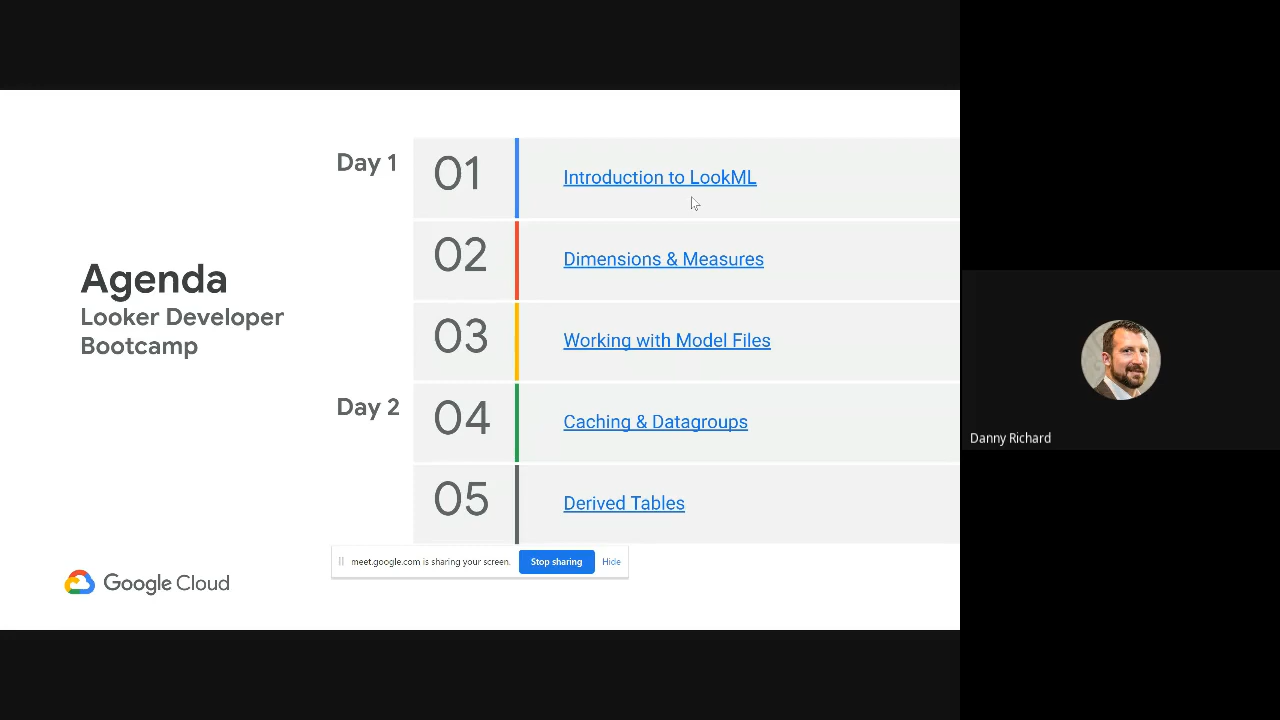 Agenda
Looker Developer
Bootcamp
Day 1
01
Introduction to LookML
02
Dimensions & Measures
03
Working with Model Files
Day 2
04
Caching & Datagroups
05
Derived Tables
meet.google.com is sharing your screen.
Stop sharing
Hide
Google Cloud
Danny Richard